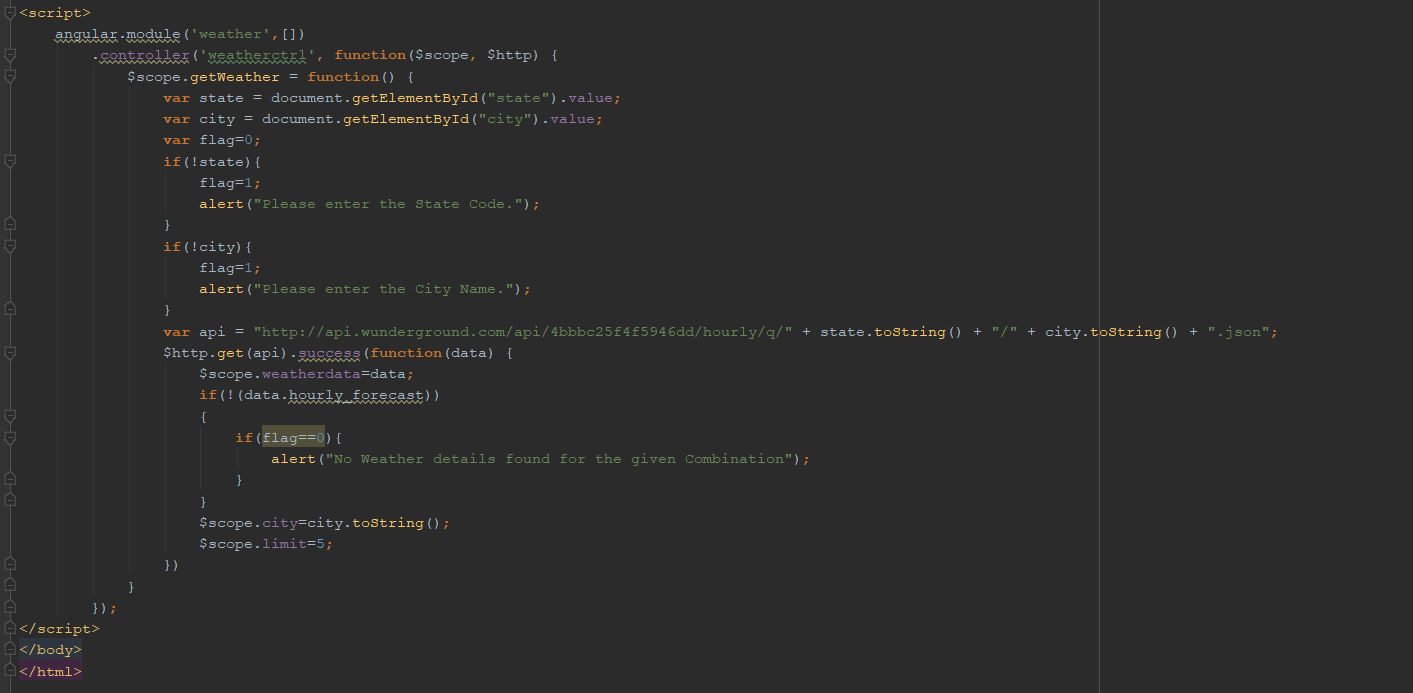 <script>
angular.module('weather',[])
.controller('weatherctrl', function($scope, $http) {
$scope.getWeather = function() {
var state = document.getElementById("state").value;
var city = document.getElementById("city").value;
var flag=0;
if(!state){
flag=1;
alert("Please enter the State Code.");
}
if(!city){
flag=1;
alert("Please enter the City Name.");
}
var api = "http://api.wunderground.com/api/4bbbc25f4f5946dd/hourly/q/" + state.toString() + "/" + city.toString() + ".json";
$http.get(api).success(function(data) {
$scope.weatherdata=data;
if(!(data.hourly_forecast))
{
if(flag==0){
alert("No Weather details found for the given Combination");
}
}
$scope.city=city.toString();
$scope.limit=5;
})
}
});
</script>
</body>
</html>